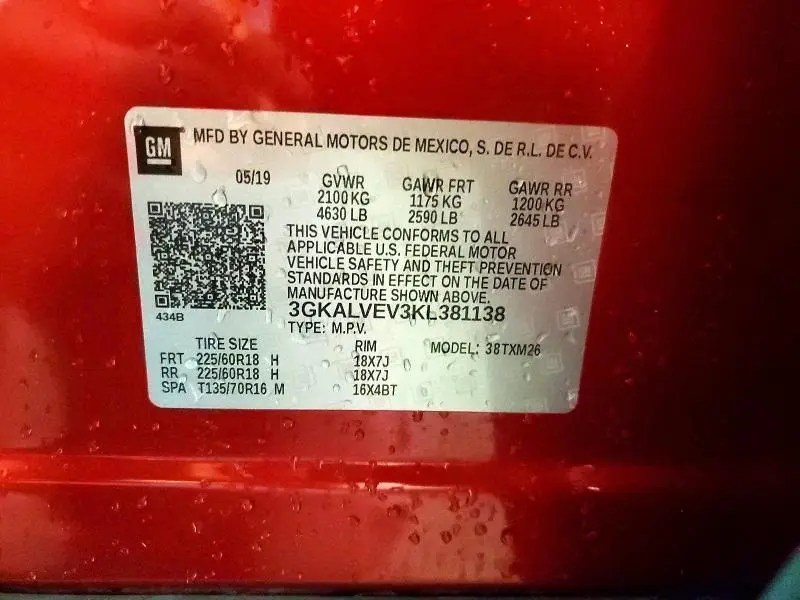 GM
MFD BY GENERAL MOTORS DE MEXICO, S. DE R.L. DE C.V.
05/19 GVWR GAWR FRT GAWR RR
2100 KG 1175 KG 1200 KG
4630 LB 2590 LB 2645 LB
THIS VEHICLE CONFORMS TO ALL
APPLICABLE U.S. FEDERAL MOTOR
VEHICLE SAFETY AND THEFT PREVENTION
STANDARDS IN EFFECT ON THE DATE OF
MANUFACTURE SHOWN ABOVE.
434B
3GKALVEV3KL381138
TYPE: M.P.V.
TIRE SIZE RIM MODEL: 38TXM26
FRT 225/60R18 H 18X7J
RR 225/60R18 H 18X7J
SPA T135/70R16 M 16X4BT